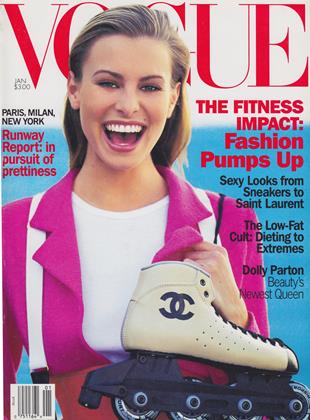 VOGUE
JAN
$3.00
PARIS, MILAN,
NEW YORK
Runway
Report: in
pursuit of
prettiness
THE FITNESS
IMPACT:
Fashion
Pumps Up
Sexy Looks from
Sneakers to
Saint Laurent
The Low-Fat
Cult: Dieting to
Extremes
Dolly Parton
Beauty's
Newest Queen
01